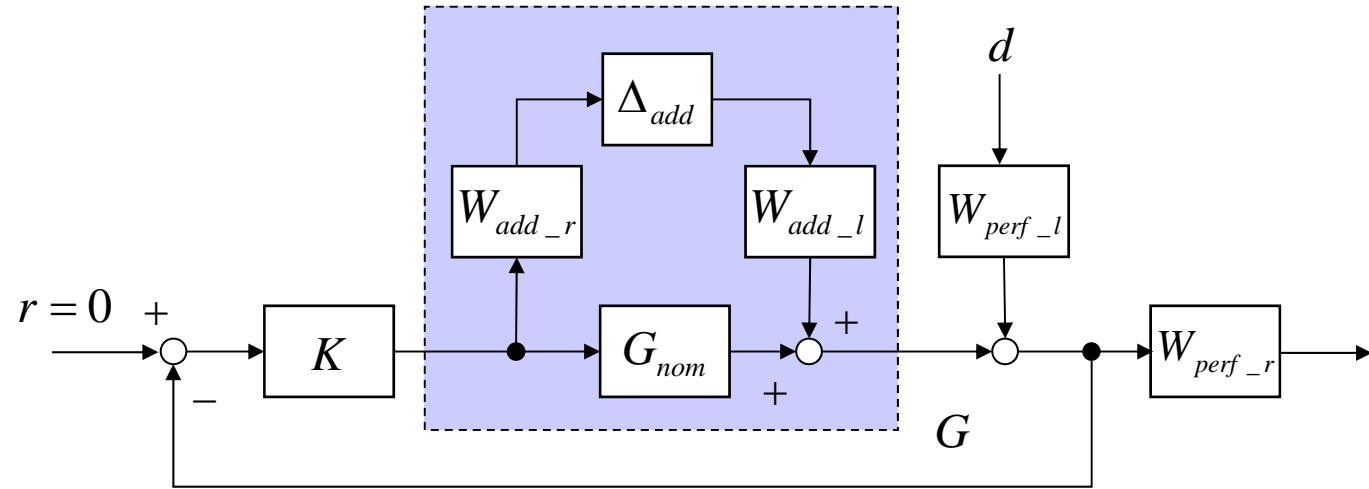 Δ_add
d
W_add_r
W_add_l
W_perf_l
r = 0
+
−
K
G_nom
+
+
W_perf_r
G